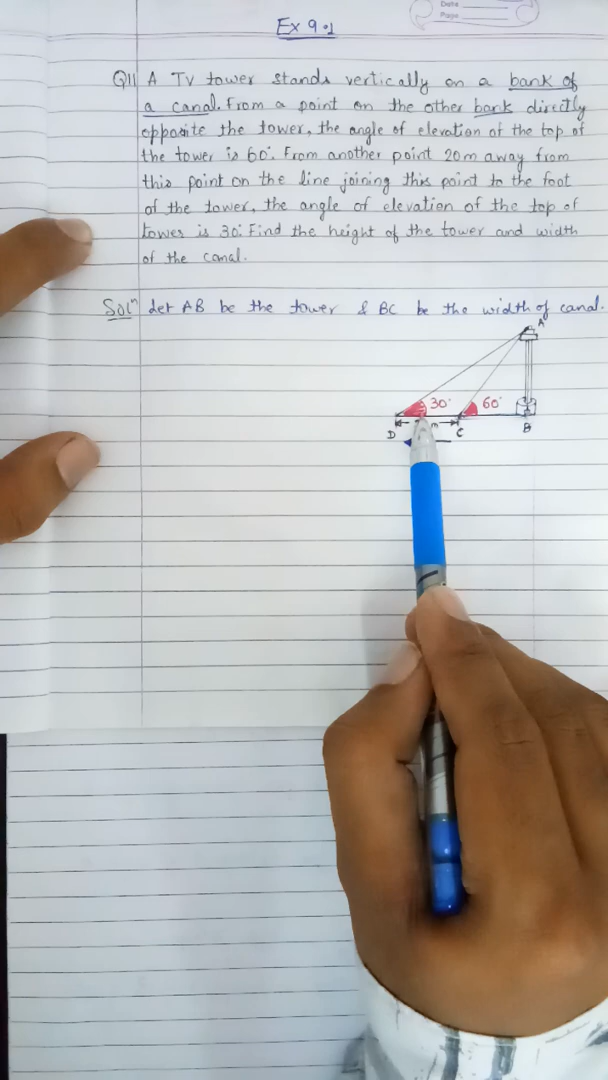 Date
Page
Ex 9.1
Q11 A TV tower stands vertically on a bank of
a canal. From a point on the other bank directly
opposite the tower, the angle of elevation of the top of
the tower is 60°. From another point 20m away from
this point on the line joining this point to the foot
of the tower, the angle of elevation of the top of
tower is 30°. Find the height of the tower and width
of the canal.
Solⁿ Let AB be the tower & BC be the width of canal.
A
30° 60°
m
D C B